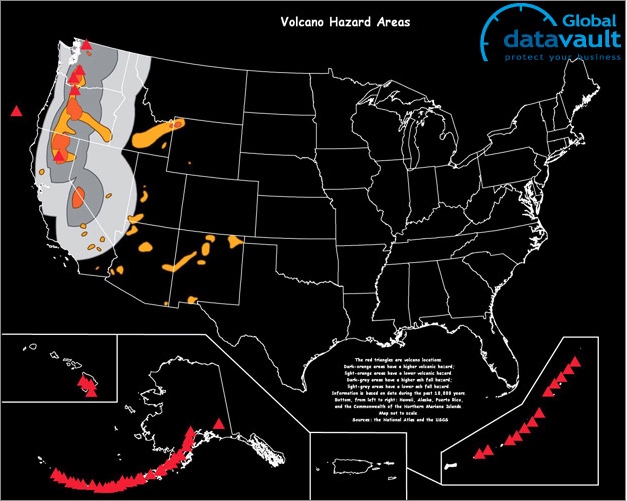 Volcano Hazard Areas
Global
datavault
protect your business
The red triangles are volcano locations.
Dark-orange areas have a higher volcanic hazard;
light-orange areas have a lower volcanic hazard
Dark-gray areas have a higher ash fall hazard;
light-grey areas have a lower ash fall hazard.
Information is based on data during the past 10,000 years
Bottom, from left to right: Hawaii, Alaska, Puerto Rico,
and the Commonwealth of the Northern Mariana Islands.
Map not to scale
Sources: the National Atlas and the USGS